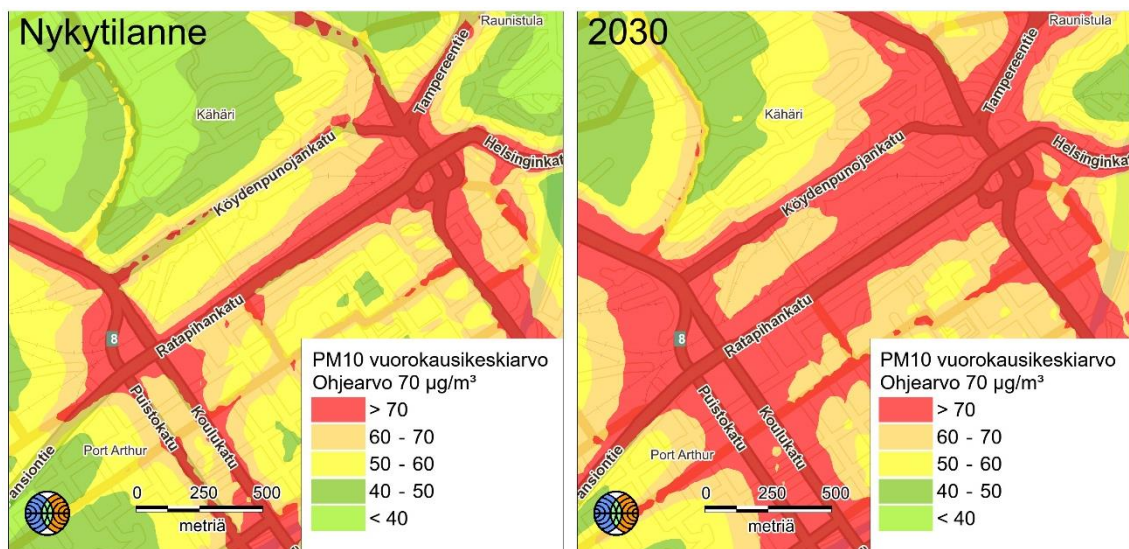 Nykytilanne
Raunistula
Kähäri
Tampereentie
Helsinginkat
Köydenpunojankatu
Ratapihankatu
8
Puistokatu
Koulukatu
Port Arthur
ansiontie
0 250 500
metriä
PM10 vuorokausikeskiarvo
Ohjearvo 70 µg/m³
> 70
60 - 70
50 - 60
40 - 50
< 40
2030
Raunistula
Kähäri
Tampereentie
Helsinginkat
Köydenpunojankatu
Ratapihankatu
8
Puistokatu
Koulukatu
Port Arthur
ansiontie
0 250 500
metriä
PM10 vuorokausikeskiarvo
Ohjearvo 70 µg/m³
> 70
60 - 70
50 - 60
40 - 50
< 40